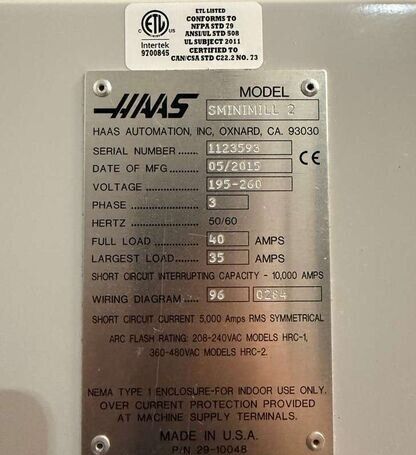 ETL LISTED
CONFORMS TO
NFPA STD 79
ANSI/UL STD 508
UL SUBJECT 2011
CERTIFIED TO
CAN/CSA STD C22.2 NO. 73
c ETL us
Intertek
9700845
MODEL
HAAS SMINIMILL 2
HAAS AUTOMATION, INC, OXNARD, CA. 93030
SERIAL NUMBER .... 1123593
DATE OF MFG ..... 05/2015 CE
VOLTAGE ............ 195-260
PHASE ............... 3
HERTZ ............... 50/60
FULL LOAD ......... 40 AMPS
LARGEST LOAD.... 35 AMPS
SHORT CIRCUIT INTERRUPTING CAPACITY - 10,000 AMPS
WIRING DIAGRAM ..... 96 0284
SHORT CIRCUIT CURRENT 5,000 Amps RMS SYMMETRICAL
ARC FLASH RATING: 208-240VAC MODELS HRC-1,
360-480VAC MODELS HRC-2.
NEMA TYPE 1 ENCLOSURE-FOR INDOOR USE ONLY.
OVER CURRENT PROTECTION PROVIDED
AT MACHINE SUPPLY TERMINALS.
MADE IN U.S.A.
P/N 29-10048